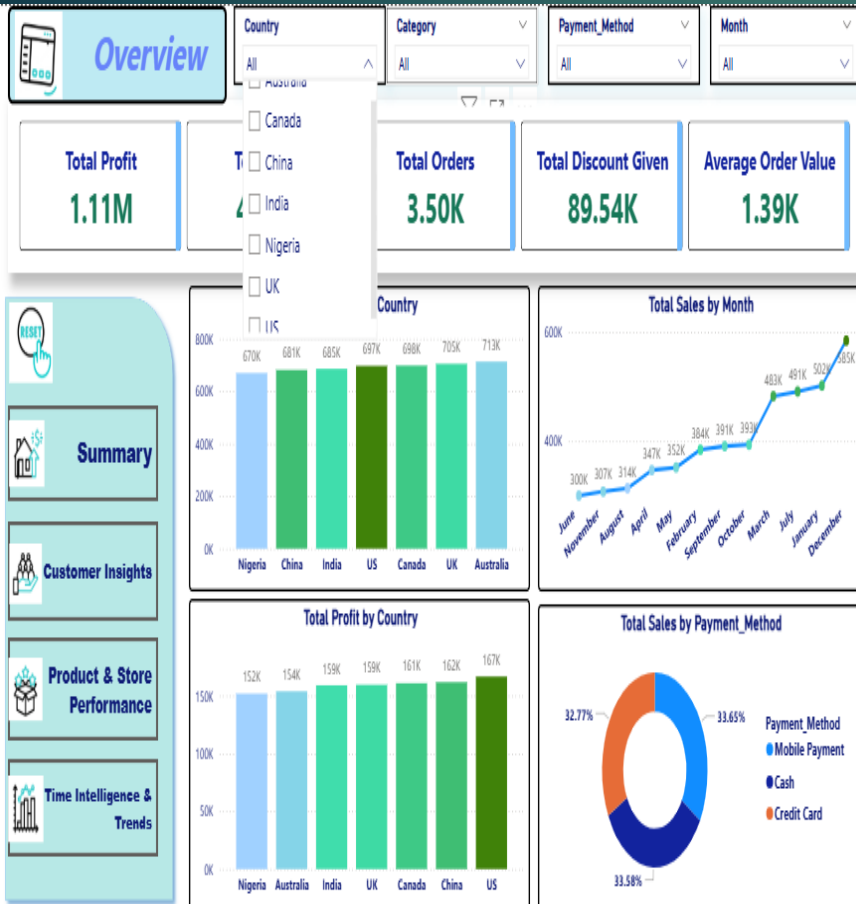 Overview
Country
All
Category
All
Payment_Method
All
Month
All
Australia
Canada
China
India
Nigeria
UK
US
Total Profit
1.11M
Total Orders
3.50K
Total Discount Given
89.54K
Average Order Value
1.39K
RESET
Summary
Customer Insights
Product & Store
Performance
Time Intelligence &
Trends
Country
800K
600K
400K
200K
0K
670K
681K
685K
697K
698K
705K
713K
Nigeria
China
India
US
Canada
UK
Australia
Total Sales by Month
600K
400K
300K
307K
314K
347K
352K
384K
391K
393K
483K
491K
502K
585K
June
November
August
April
May
February
September
October
March
July
January
December
Total Profit by Country
150K
100K
50K
0K
152K
154K
159K
159K
161K
162K
167K
Nigeria
Australia
India
UK
Canada
China
US
Total Sales by Payment_Method
32.77%
33.65%
33.58%
Payment_Method
Mobile Payment
Cash
Credit Card